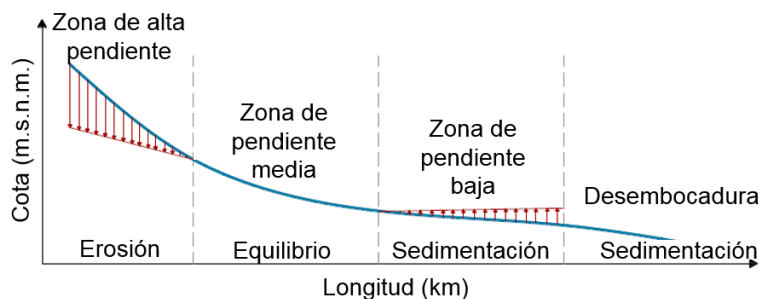 Zona de alta
pendiente
Zona de
pendiente
media
Zona de
pendiente
baja
Desembocadura
Cota (m.s.n.m.)
Erosión
Equilibrio
Sedimentación
Sedimentación
Longitud (km)